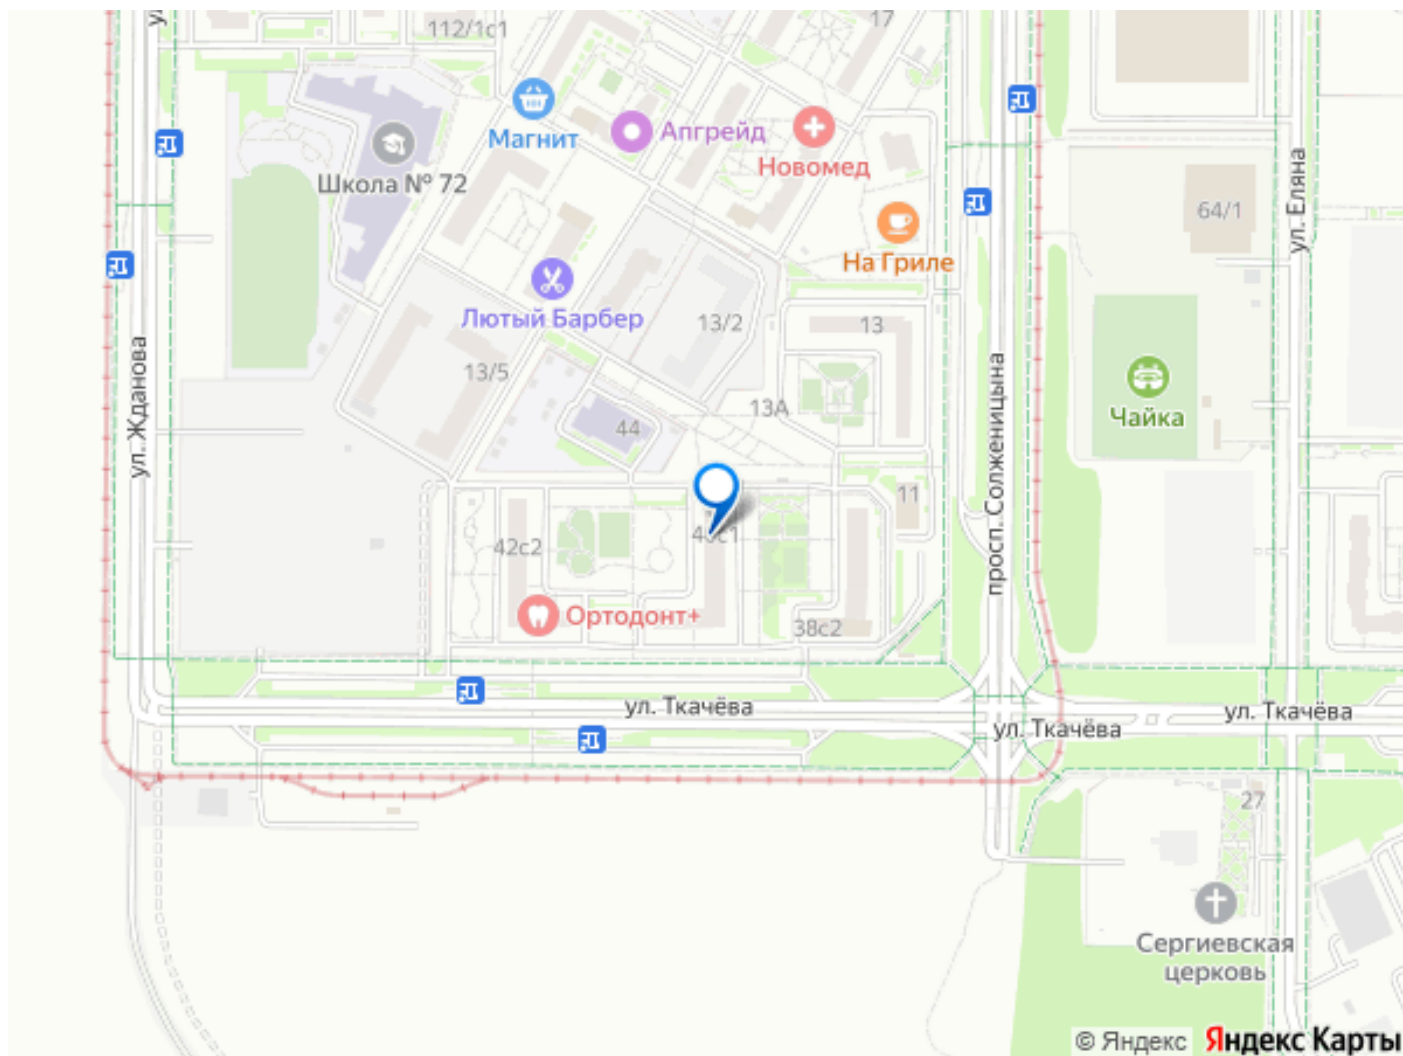 112/1с1
17
Магнит
Апгрейд
Новомед
Школа № 72
64/1
ул. Еляна
На Гриле
Лютый Барбер
13/2
13
ул. Жданова
13/5
просп. Солженицына
13А
Чайка
44
11
42с2
Ортодонт+
38с2
ул. Ткачёва
ул. Ткачёва
ул. Ткачёва
27
Сергиевская
церковь
© Яндекс
Яндекс Карты